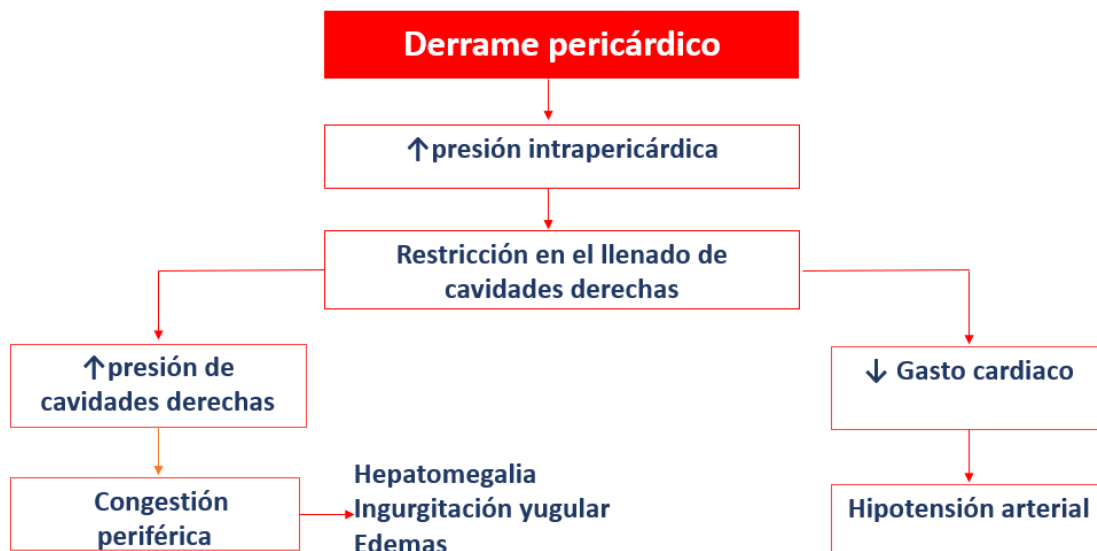 Derrame pericárdico
↑presión intrapericárdica
Restricción en el llenado de
cavidades derechas
↑presión de
cavidades derechas
↓ Gasto cardiaco
Congestión
periférica
Hepatomegalia
Ingurgitación yugular
Edemas
Hipotensión arterial